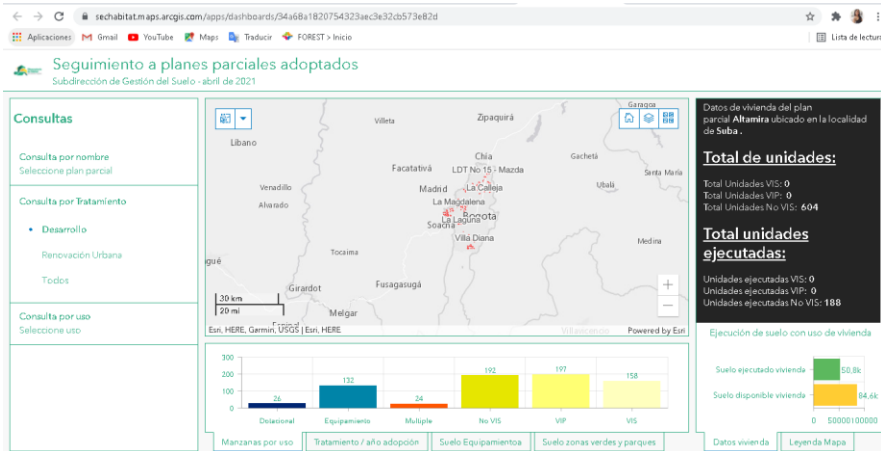 sechabitat.maps.arcgis.com/apps/dashboards/34a68a1820754323aec3e32cb573e82d
Aplicaciones Gmail YouTube Maps Traducir FOREST > Inicio Lista de lectura
Seguimiento a planes parciales adoptados
Subdirección de Gestión del Suelo - abril de 2021
Consultas
Consulta por nombre
Seleccione plan parcial
Consulta por Tratamiento
Desarrollo
Renovación Urbana
Todos
Consulta por uso
Seleccione uso
Garagoa
Villeta
Zipaquirá
Líbano
Chía
Gachetá
Facatativá
LDT No 15 - Mazda
Santa María
Venadillo
Madrid
La Calleja
Ubalá
Alvarado
La Magdalena
Bogotá
La Laguna
Soacha
Villa Diana
Medina
Tocaima
gué
Girardot
Fusagasugá
30 km
20 mi
Melgar
Esri, HERE, Garmin, USGS | Esri, HERE
Villavicencio
Powered by Esri
300
200
100
0
26
132
24
192
197
158
Dotacional Equipamiento Multiple No VIS VIP VIS
Manzanas por uso Tratamiento / año adopción Suelo Equipamientoa Suelo zonas verdes y parques
Datos de vivienda del plan
parcial Altamira ubicado en la localidad
de Suba .
Total de unidades:
Total Unidades VIS: 0
Total Unidades VIP: 0
Total Unidades No VIS: 604
Total unidades
ejecutadas:
Unidades ejecutadas VIS: 0
Unidades ejecutadas VIP: 0
Unidades ejecutadas No VIS: 188
Ejecución de suelo con uso de vivienda
Suelo ejecutado vivienda 50,8k
Suelo disponible vivienda 84,6k
0 50000100000
Datos vivienda Leyenda Mapa